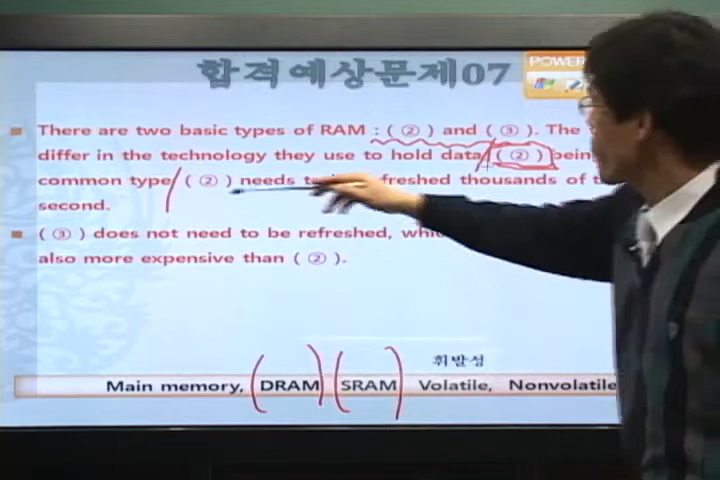 합격예상문제07
POWER
There are two basic types of RAM : ( ② ) and ( ③ ). The
differ in the technology they use to hold data, ( ② ) being
common type. ( ② ) needs to be refreshed thousands of
second.
( ③ ) does not need to be refreshed,
also more expensive than ( ② ).
휘발성
Main memory, DRAM SRAM Volatile, Nonvolatile